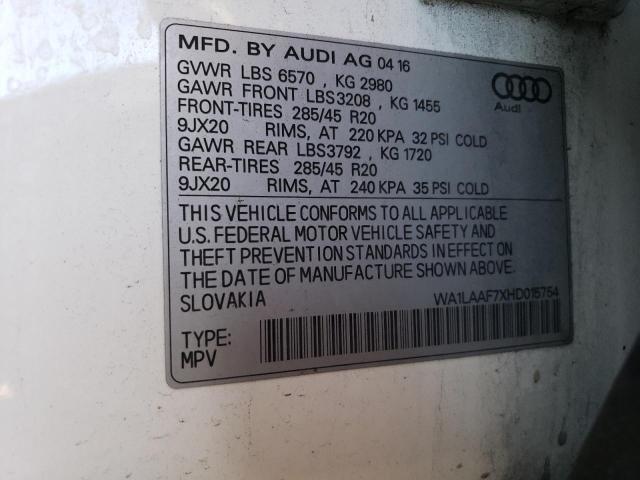 MFD. BY AUDI AG 04 16
GVWR LBS 6570 , KG 2980
GAWR FRONT LBS3208 , KG 1455
FRONT-TIRES 285/45 R20
9JX20 RIMS, AT 220 KPA 32 PSI COLD
GAWR REAR LBS3792 , KG 1720
REAR-TIRES 285/45 R20
9JX20 RIMS, AT 240 KPA 35 PSI COLD
Audi
THIS VEHICLE CONFORMS TO ALL APPLICABLE
U.S. FEDERAL MOTOR VEHICLE SAFETY AND
THEFT PREVENTION STANDARDS IN EFFECT ON
THE DATE OF MANUFACTURE SHOWN ABOVE.
SLOVAKIA WA1LAAF7XHD015754
TYPE:
MPV